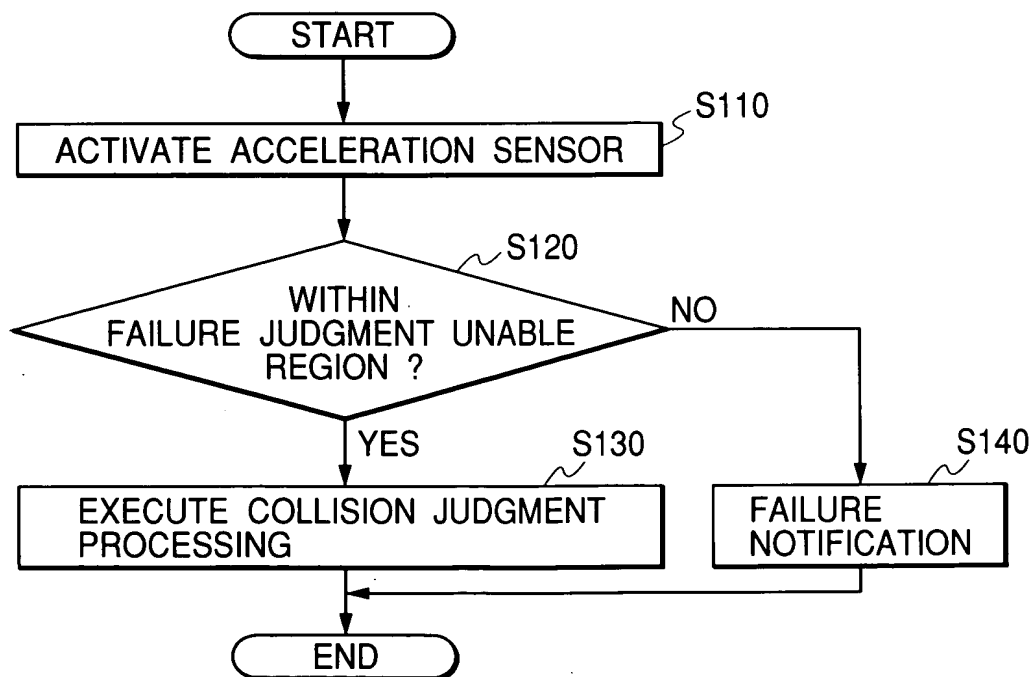 START
S110
ACTIVATE ACCELERATION SENSOR
S120
WITHIN
FAILURE JUDGMENT UNABLE
REGION ?
NO
YES
S130
S140
EXECUTE COLLISION JUDGMENT
PROCESSING
FAILURE
NOTIFICATION
END